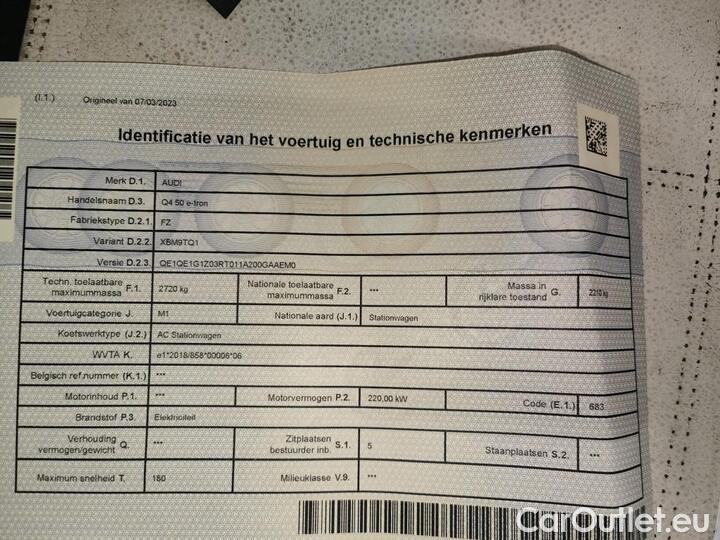 (I.1.) Origineel van 07/03/2023
Identificatie van het voertuig en technische kenmerken
Merk D.1. AUDI
Handelsnaam D.3. Q4 50 e-tron
Fabriekstype D.2.1. FZ
Variant D.2.2. XBM9TQ1
Versie D.2.3. QE1QE1G1Z03RT011A200GAAEM0
Techn. toelaatbare maximummassa F.1. 2720 kg Nationale toelaatbare maximummassa F.2. *** Massa in rijklare toestand G. 2210 kg
Voertuigcategorie J. M1 Nationale aard (J.1.) Stationwagen
Koetswerktype (J.2.) AC Stationwagen
WVTA K. e1*2018/858*00006*06
Belgisch ref.nummer (K.1.) ***
Motorinhoud P.1. *** Motorvermogen P.2. 220,00 kW Code (E.1.) 683
Brandstof P.3. Elektriciteit
Verhouding vermogen/gewicht Q. *** Zitplaatsen bestuurder inb. S.1. 5 Staanplaatsen S.2. ***
Maximum snelheid T. 180 Milieuklasse V.9. ***
CarOutlet.eu